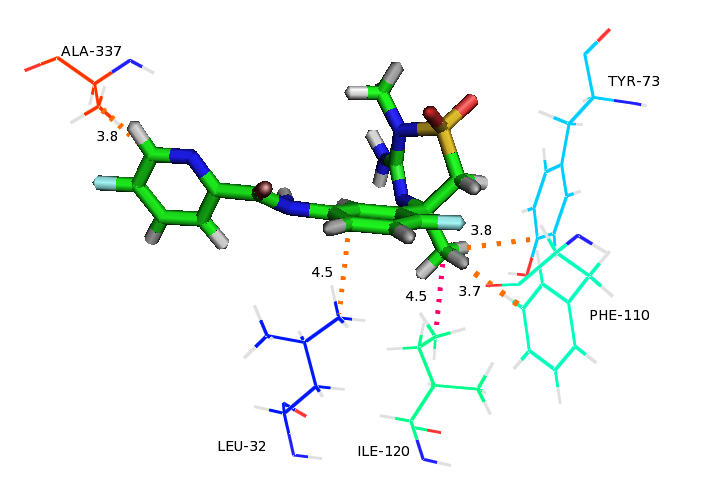 ALA-337
TYR-73
3.8
3.8
4.5
4.5
3.7
PHE-110
LEU-32
ILE-120